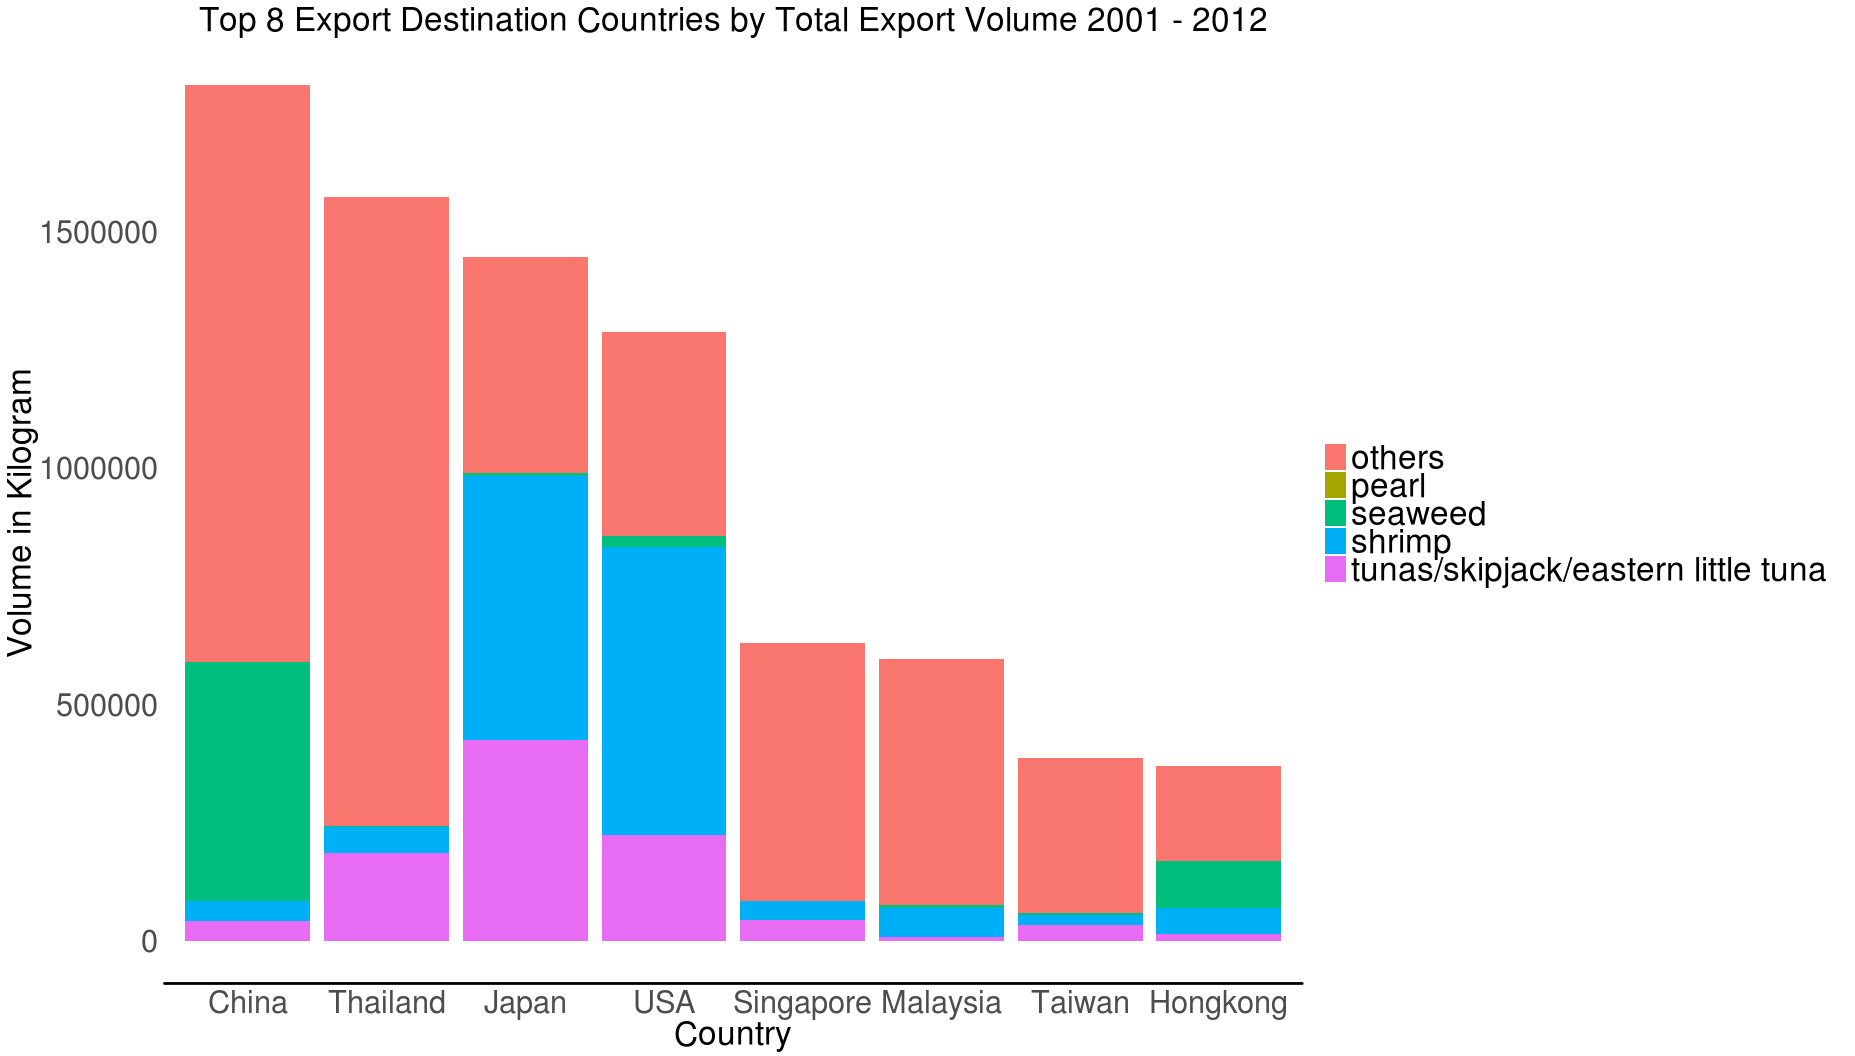 Top 8 Export Destination Countries by Total Export Volume 2001 - 2012
Volume in Kilogram
1500000
1000000
500000
0
China
Thailand
Japan
USA
Singapore
Malaysia
Taiwan
Hongkong
Country
others
pearl
seaweed
shrimp
tunas/skipjack/eastern little tuna